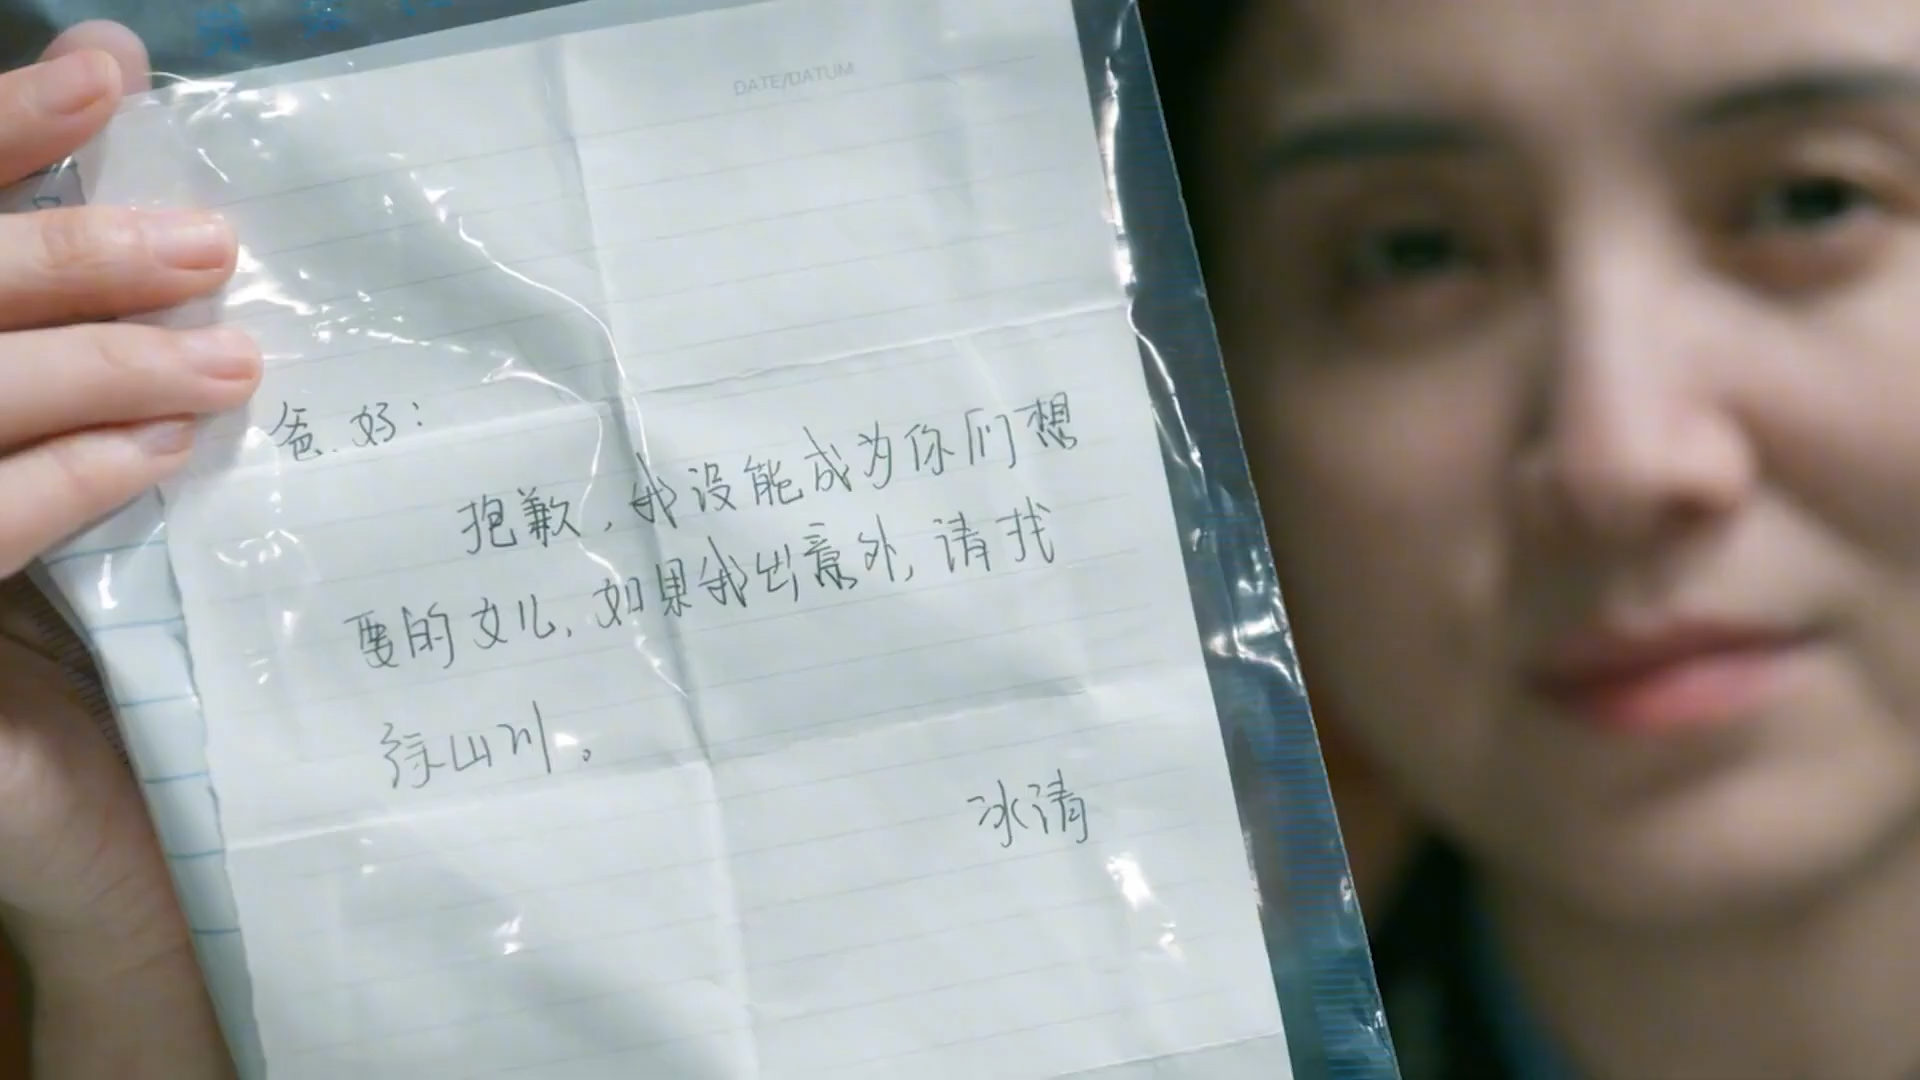 DATE/DATUM
爸、好：
抱歉，我没能成为你们想
要的女儿，如果我出意外，请找
徐山川。
冰清